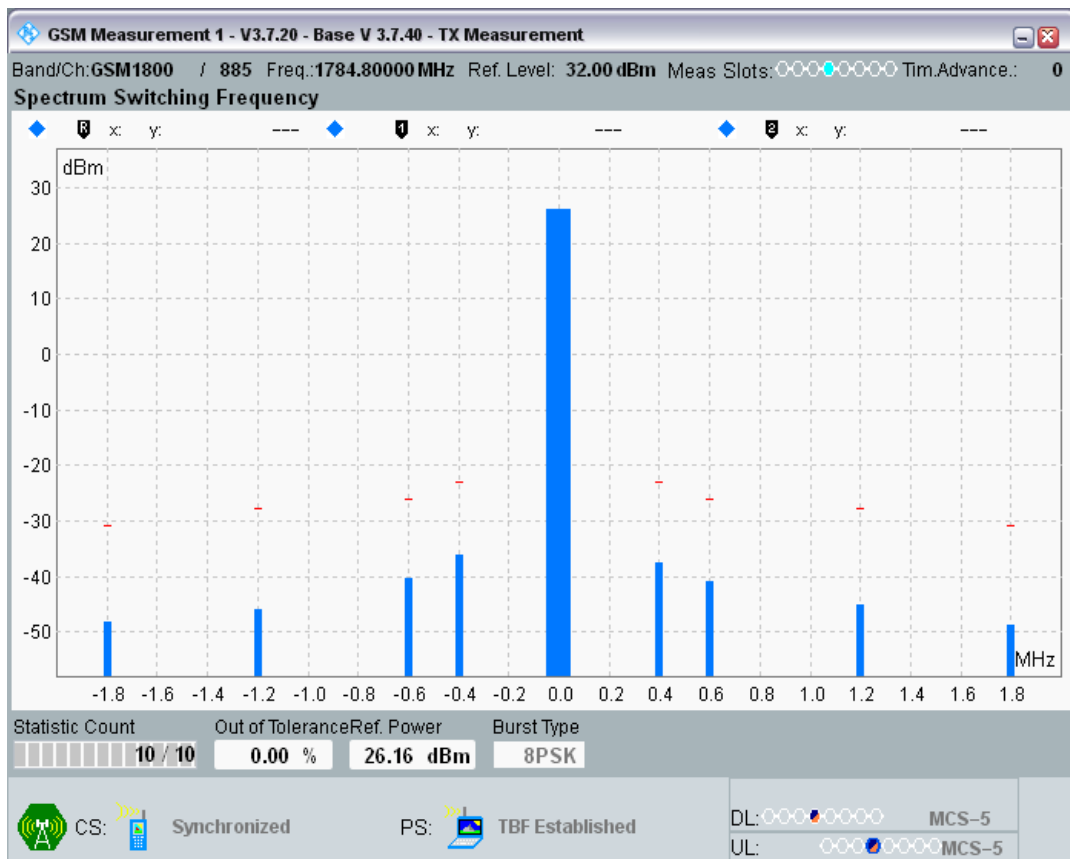 GSM Measurement 1 - V3.7.20 - Base V 3.7.40 - TX Measurement
Band/Ch:GSM1800 / 885 Freq.:1784.80000 MHz Ref. Level: 32.00 dBm Meas Slots: Tim.Advance.: 0
Spectrum Switching Frequency
R x: y: --- 1 x: y: --- 2 x: y: ---
dBm
30
20
10
0
-10
-20
-30
-40
-50
MHz
-1.8 -1.6 -1.4 -1.2 -1.0 -0.8 -0.6 -0.4 -0.2 0.0 0.2 0.4 0.6 0.8 1.0 1.2 1.4 1.6 1.8
Statistic Count Out of Tolerance Ref. Power Burst Type
10 / 10 0.00 % 26.16 dBm 8PSK
CS: Synchronized PS: TBF Established
DL: MCS-5
UL: MCS-5